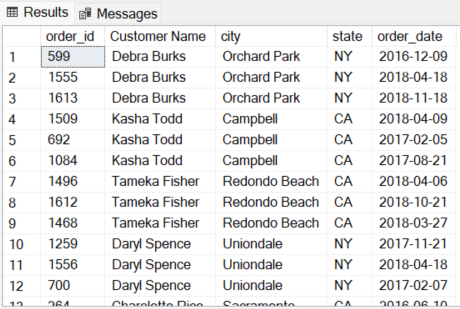 Results Messages
order_id Customer Name city state order_date
1 599 Debra Burks Orchard Park NY 2016-12-09
2 1555 Debra Burks Orchard Park NY 2018-04-18
3 1613 Debra Burks Orchard Park NY 2018-11-18
4 1509 Kasha Todd Campbell CA 2018-04-09
5 692 Kasha Todd Campbell CA 2017-02-05
6 1084 Kasha Todd Campbell CA 2017-08-21
7 1496 Tameka Fisher Redondo Beach CA 2018-04-06
8 1612 Tameka Fisher Redondo Beach CA 2018-10-21
9 1468 Tameka Fisher Redondo Beach CA 2018-03-27
10 1259 Daryl Spence Uniondale NY 2017-11-21
11 1556 Daryl Spence Uniondale NY 2018-04-18
12 700 Daryl Spence Uniondale NY 2017-02-07
13 264 Charolette Rice Sacramento CA 2016-06-10